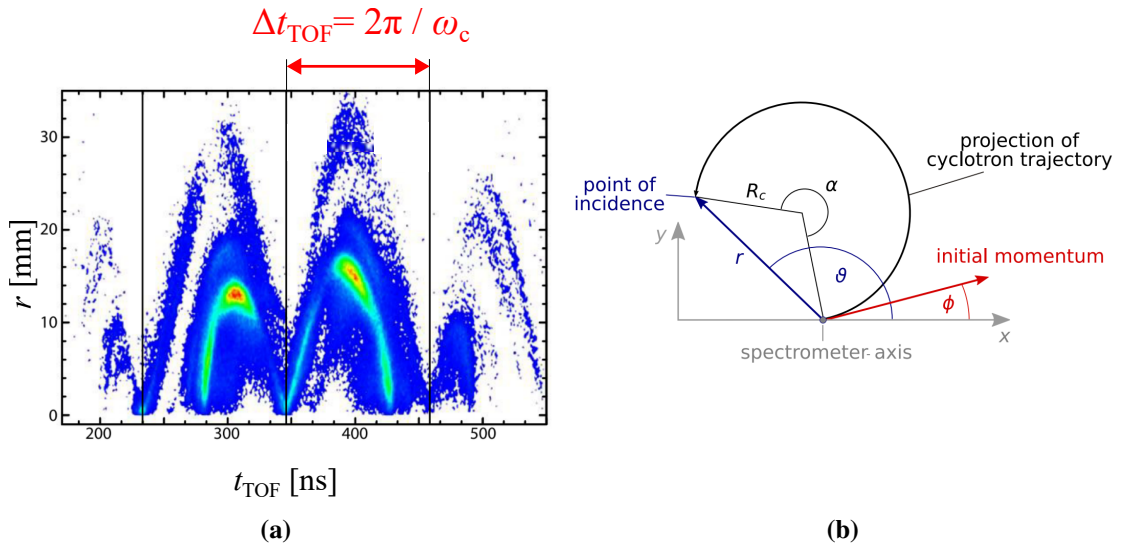 Δt_TOF = 2π / ω_c
r [mm]
30
20
10
0
200
300
400
500
t_TOF [ns]
(a)
projection of
cyclotron trajectory
point of
incidence
R_c
α
y
r
ϑ
initial momentum
ϕ
x
spectrometer axis
(b)